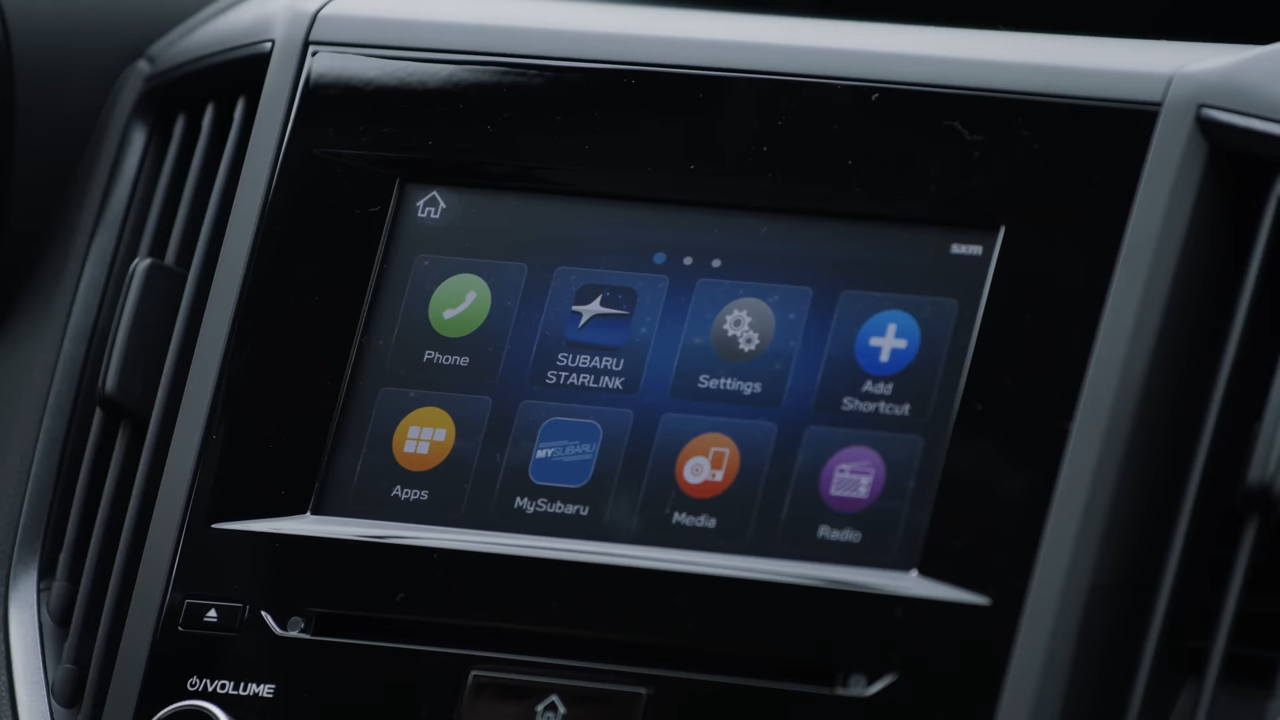 sxm
Phone
SUBARU
STARLINK
Settings
Add
Shortcut
Apps
MYSUBARU
MySubaru
Media
Radio
/VOLUME